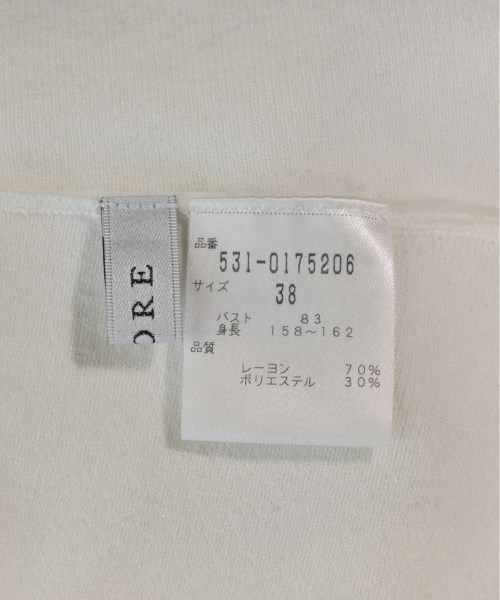 ORE
品番
531-0175206
サイズ
38
バスト 83
身長 158～162
品質
レーヨン 70%
ポリエステル 30%